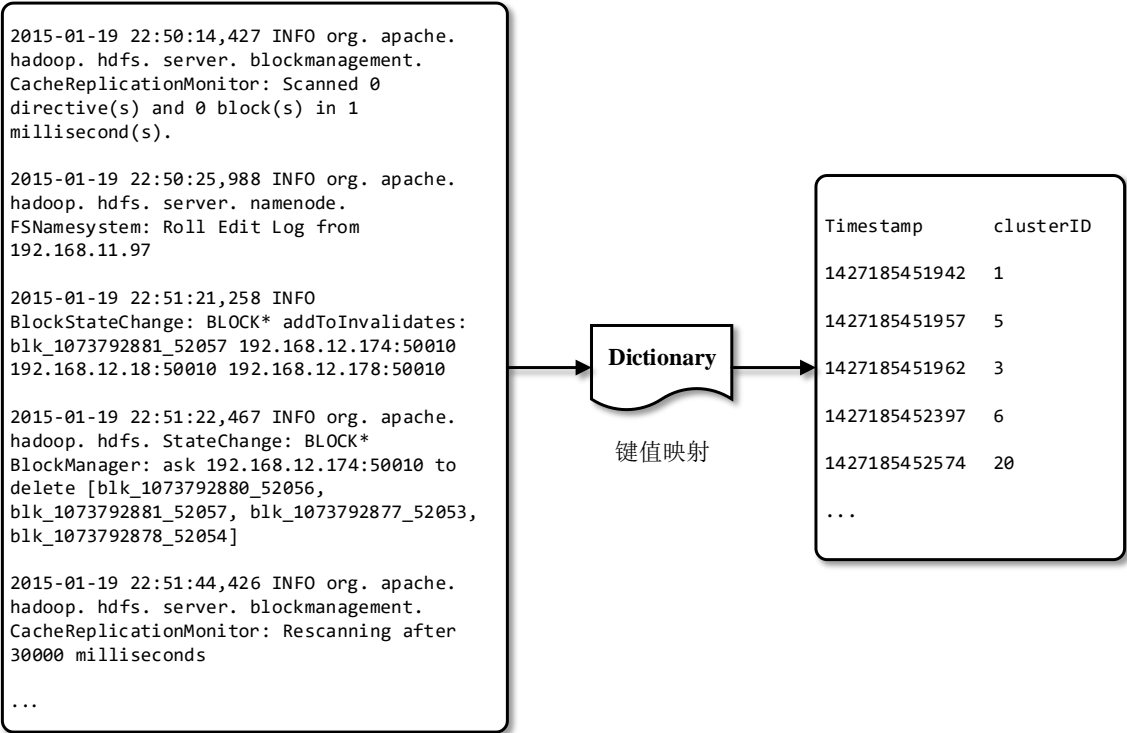 2015-01-19 22:50:14,427 INFO org. apache.
hadoop. hdfs. server. blockmanagement.
CacheReplicationMonitor: Scanned 0
directive(s) and 0 block(s) in 1
millisecond(s).
2015-01-19 22:50:25,988 INFO org. apache.
hadoop. hdfs. server. namenode.
FSNamesystem: Roll Edit Log from
192.168.11.97
2015-01-19 22:51:21,258 INFO
BlockStateChange: BLOCK* addToInvalidates:
blk_1073792881_52057 192.168.12.174:50010
192.168.12.18:50010 192.168.12.178:50010
2015-01-19 22:51:22,467 INFO org. apache.
hadoop. hdfs. StateChange: BLOCK*
BlockManager: ask 192.168.12.174:50010 to
delete [blk_1073792880_52056,
blk_1073792881_52057, blk_1073792877_52053,
blk_1073792878_52054]
2015-01-19 22:51:44,426 INFO org. apache.
hadoop. hdfs. server. blockmanagement.
CacheReplicationMonitor: Rescanning after
30000 milliseconds
...
Dictionary
键值映射
Timestamp clusterID
1427185451942 1
1427185451957 5
1427185451962 3
1427185452397 6
1427185452574 20
...